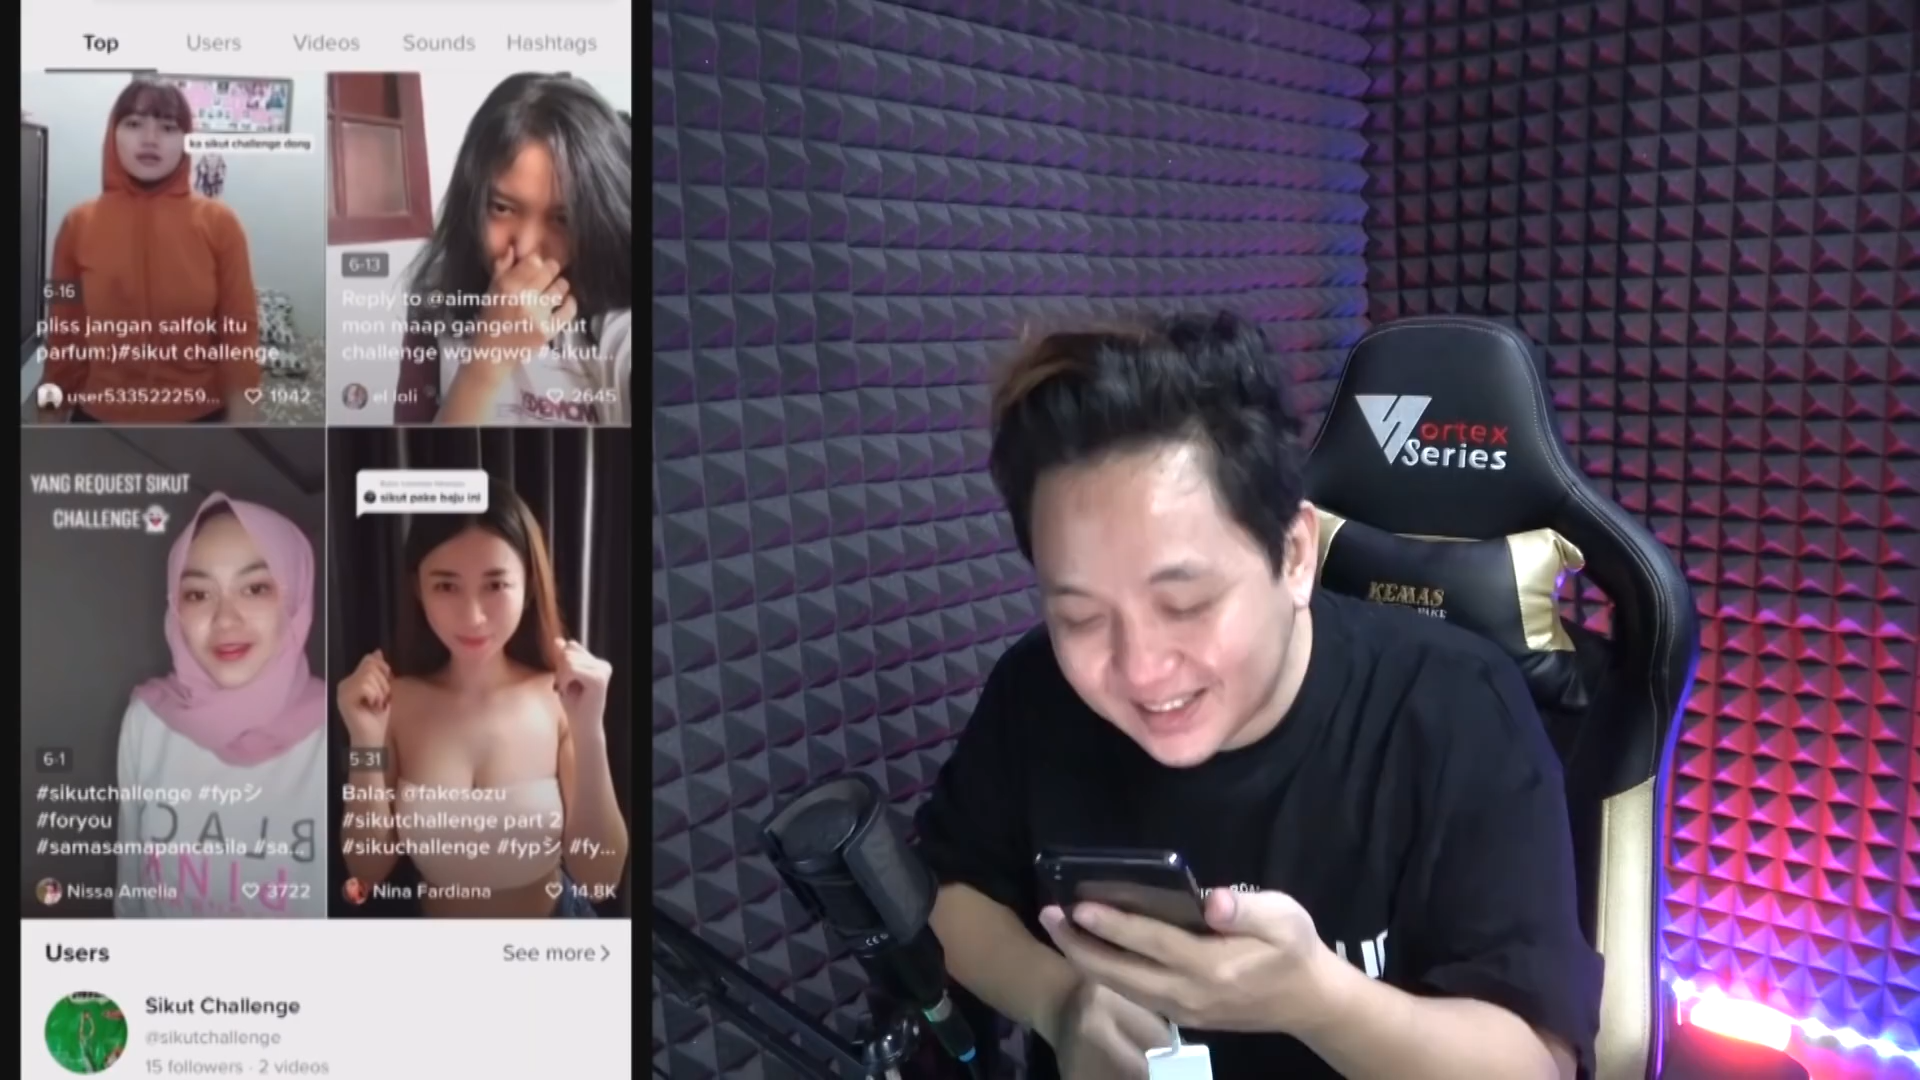 Top Users Videos Sounds Hashtags
ka sikut challenge dong
6-16
pliss jangan salfok itu
parfum:)#sikut challenge
user533522259...
1942
6-13
Reply to @aimarraffiee
mon maap gangerti sikut
challenge wgwgwg #sikut...
el loli
2645
YANG REQUEST SIKUT
CHALLENGE👻
6-1
#sikutchallenge #fypシ
#foryou
#samasamapancasila #sa...
Nissa Amelia
3722
sikut pake baju ini
5-31
Balas @fakesozu
#sikutchallenge part 2
#sikuchallenge #fypシ #fy...
Nina Fardiana
14.8K
Users
See more >
Sikut Challenge
@sikutchallenge
15 followers · 2 videos
Vortex
Series
KEMAS